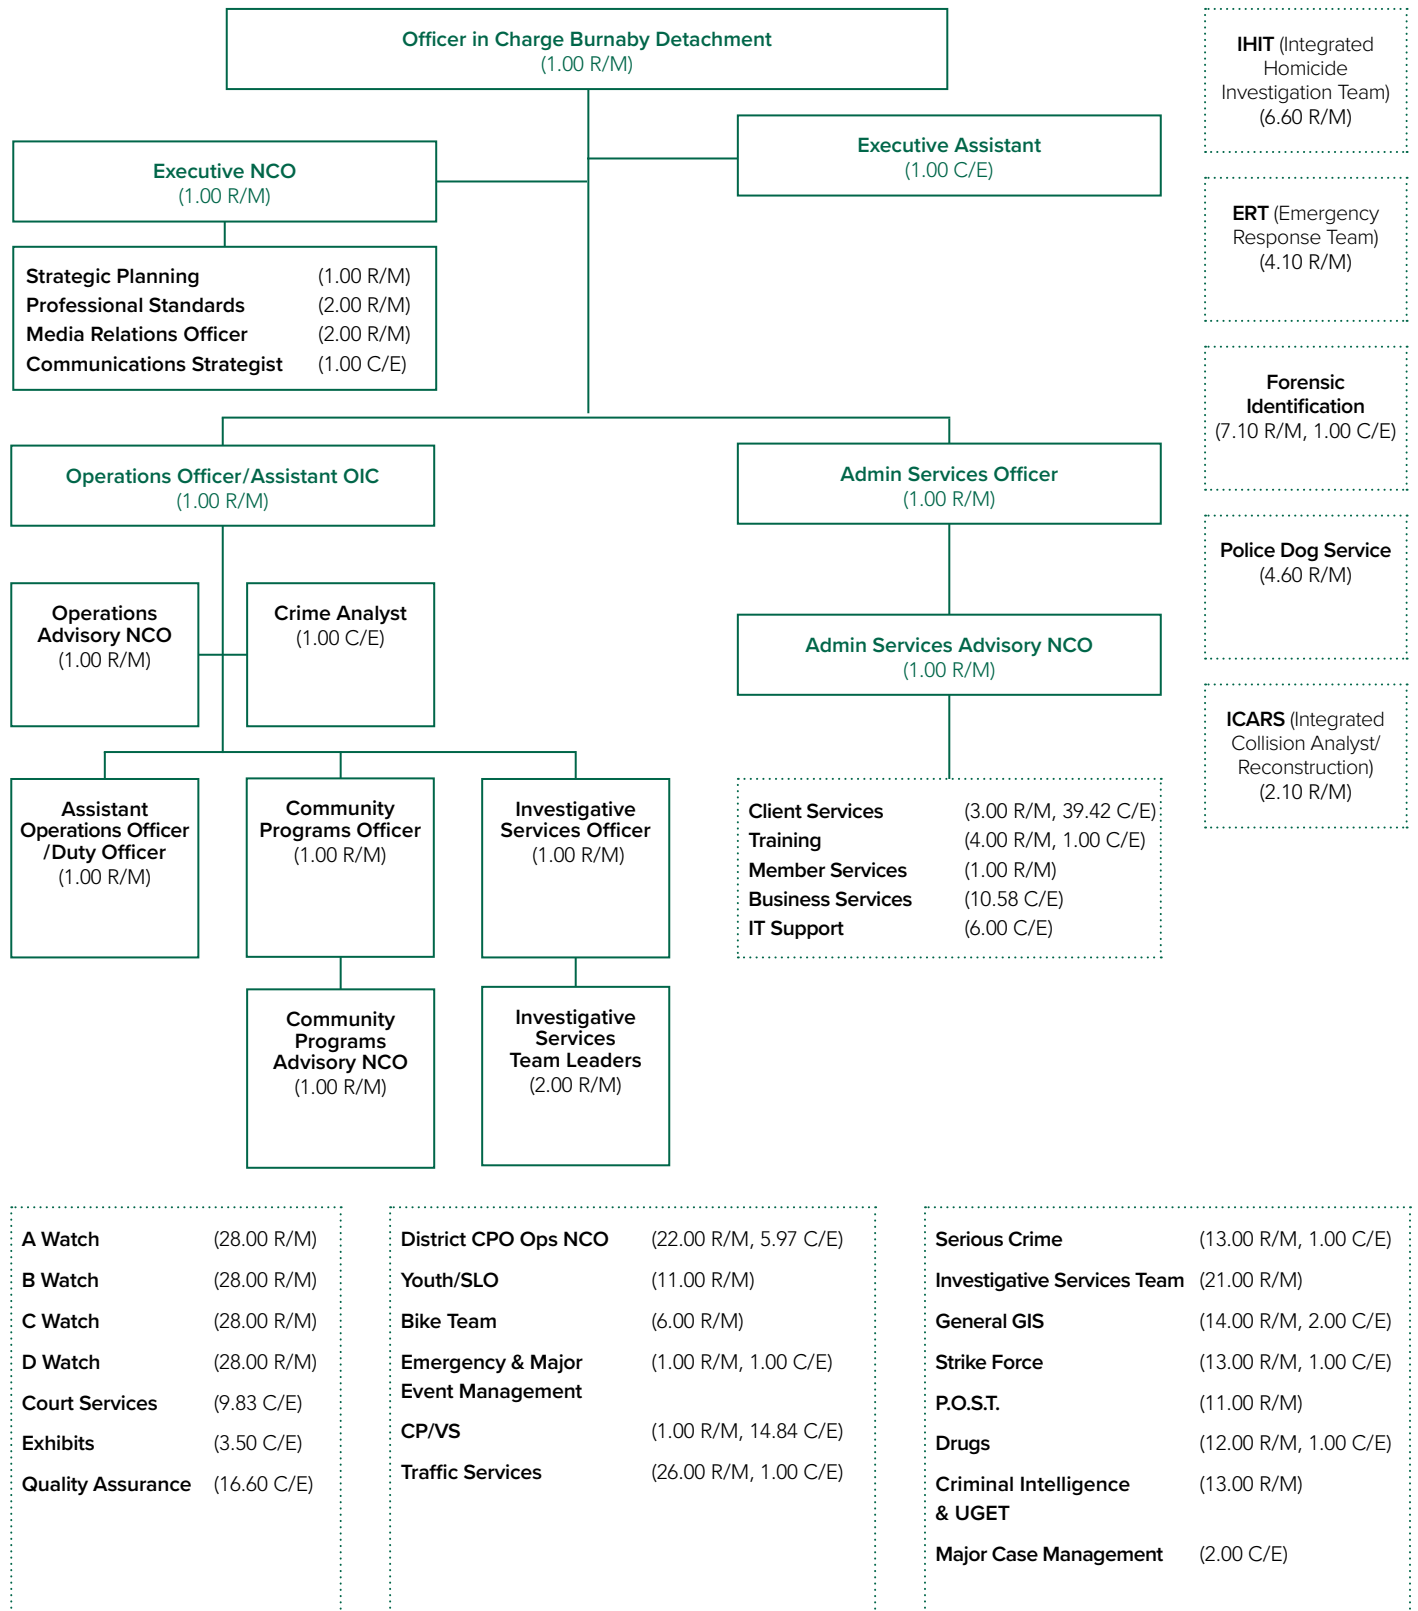 Officer in Charge Burnaby Detachment
(1.00 R/M)
Executive Assistant
(1.00 C/E)
Executive NCO
(1.00 R/M)
Strategic Planning (1.00 R/M)
Professional Standards (2.00 R/M)
Media Relations Officer (2.00 R/M)
Communications Strategist (1.00 C/E)
Operations Officer/Assistant OIC
(1.00 R/M)
Operations
Advisory NCO
(1.00 R/M)
Crime Analyst
(1.00 C/E)
Assistant
Operations Officer
/Duty Officer
(1.00 R/M)
Community
Programs Officer
(1.00 R/M)
Investigative
Services Officer
(1.00 R/M)
Community
Programs
Advisory NCO
(1.00 R/M)
Investigative
Services
Team Leaders
(2.00 R/M)
Admin Services Officer
(1.00 R/M)
Admin Services Advisory NCO
(1.00 R/M)
Client Services (3.00 R/M, 39.42 C/E)
Training (4.00 R/M, 1.00 C/E)
Member Services (1.00 R/M)
Business Services (10.58 C/E)
IT Support (6.00 C/E)
IHIT (Integrated
Homicide
Investigation Team)
(6.60 R/M)
ERT (Emergency
Response Team)
(4.10 R/M)
Forensic
Identification
(7.10 R/M, 1.00 C/E)
Police Dog Service
(4.60 R/M)
ICARS (Integrated
Collision Analyst/
Reconstruction)
(2.10 R/M)
A Watch (28.00 R/M)
B Watch (28.00 R/M)
C Watch (28.00 R/M)
D Watch (28.00 R/M)
Court Services (9.83 C/E)
Exhibits (3.50 C/E)
Quality Assurance (16.60 C/E)
District CPO Ops NCO (22.00 R/M, 5.97 C/E)
Youth/SLO (11.00 R/M)
Bike Team (6.00 R/M)
Emergency & Major (1.00 R/M, 1.00 C/E)
Event Management
CP/VS (1.00 R/M, 14.84 C/E)
Traffic Services (26.00 R/M, 1.00 C/E)
Serious Crime (13.00 R/M, 1.00 C/E)
Investigative Services Team (21.00 R/M)
General GIS (14.00 R/M, 2.00 C/E)
Strike Force (13.00 R/M, 1.00 C/E)
P.O.S.T. (11.00 R/M)
Drugs (12.00 R/M, 1.00 C/E)
Criminal Intelligence (13.00 R/M)
& UGET
Major Case Management (2.00 C/E)